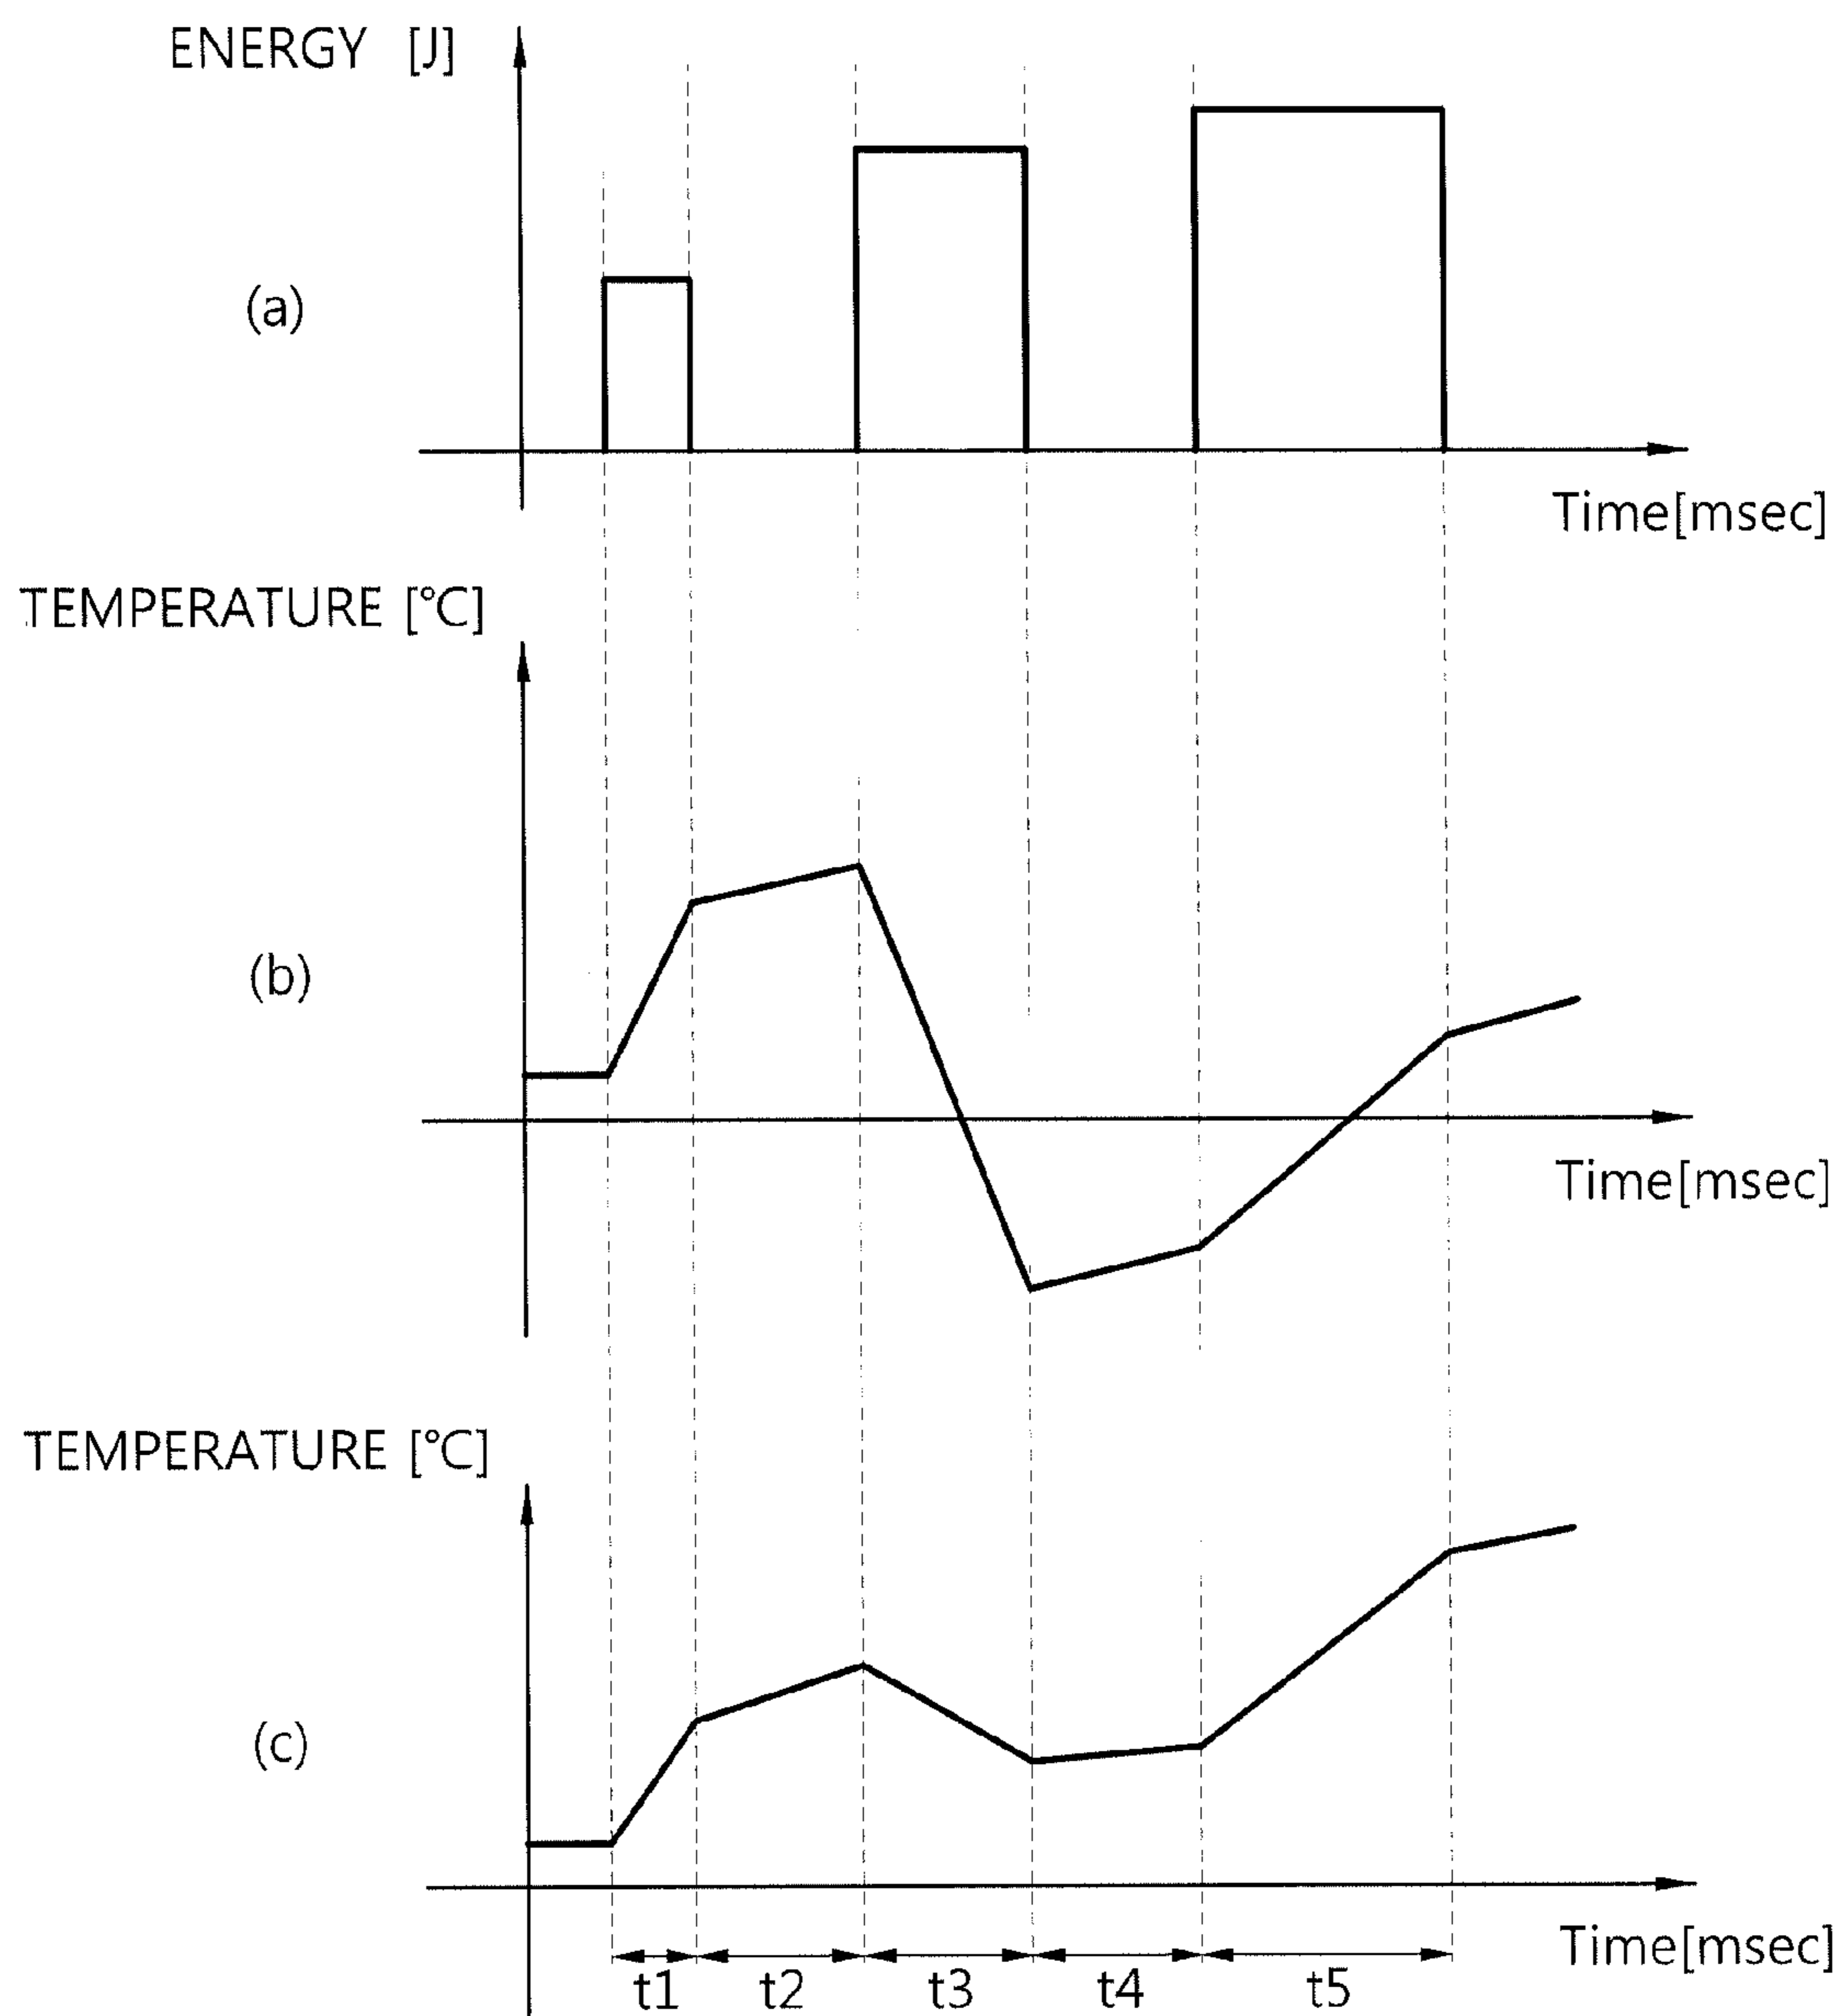 ENERGY [J]
(a)
Time[msec]
TEMPERATURE [°C]
(b)
Time[msec]
TEMPERATURE [°C]
(c)
Time[msec]
t1 t2 t3 t4 t5